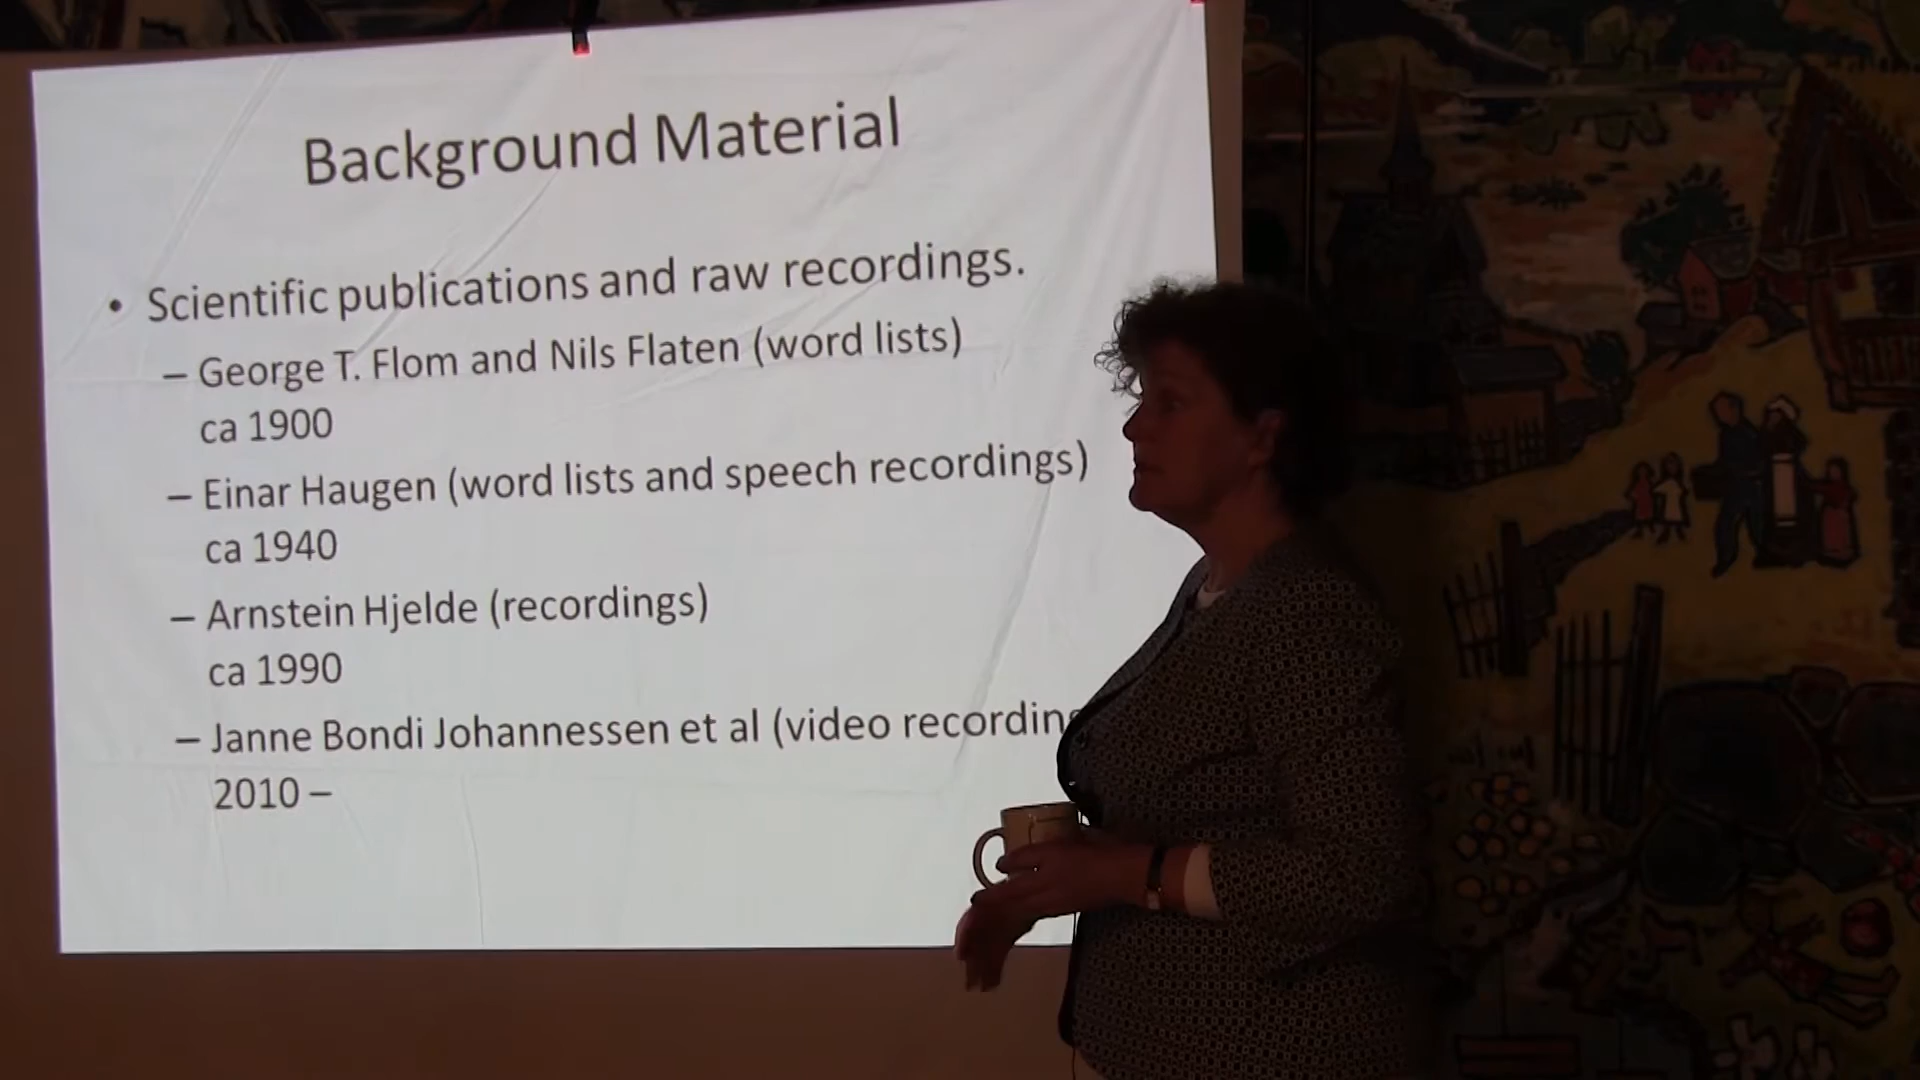 Background Material
• Scientific publications and raw recordings.
– George T. Flom and Nils Flaten (word lists)
ca 1900
– Einar Haugen (word lists and speech recordings)
ca 1940
– Arnstein Hjelde (recordings)
ca 1990
– Janne Bondi Johannessen et al (video
2010 –